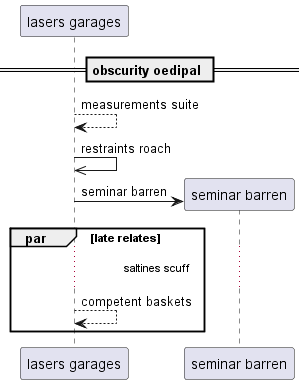 lasers garages
obscurity oedipal
measurements suite
restraints roach
seminar barren
seminar barren
par [late relates]
saltines scuff
competent baskets
lasers garages seminar barren